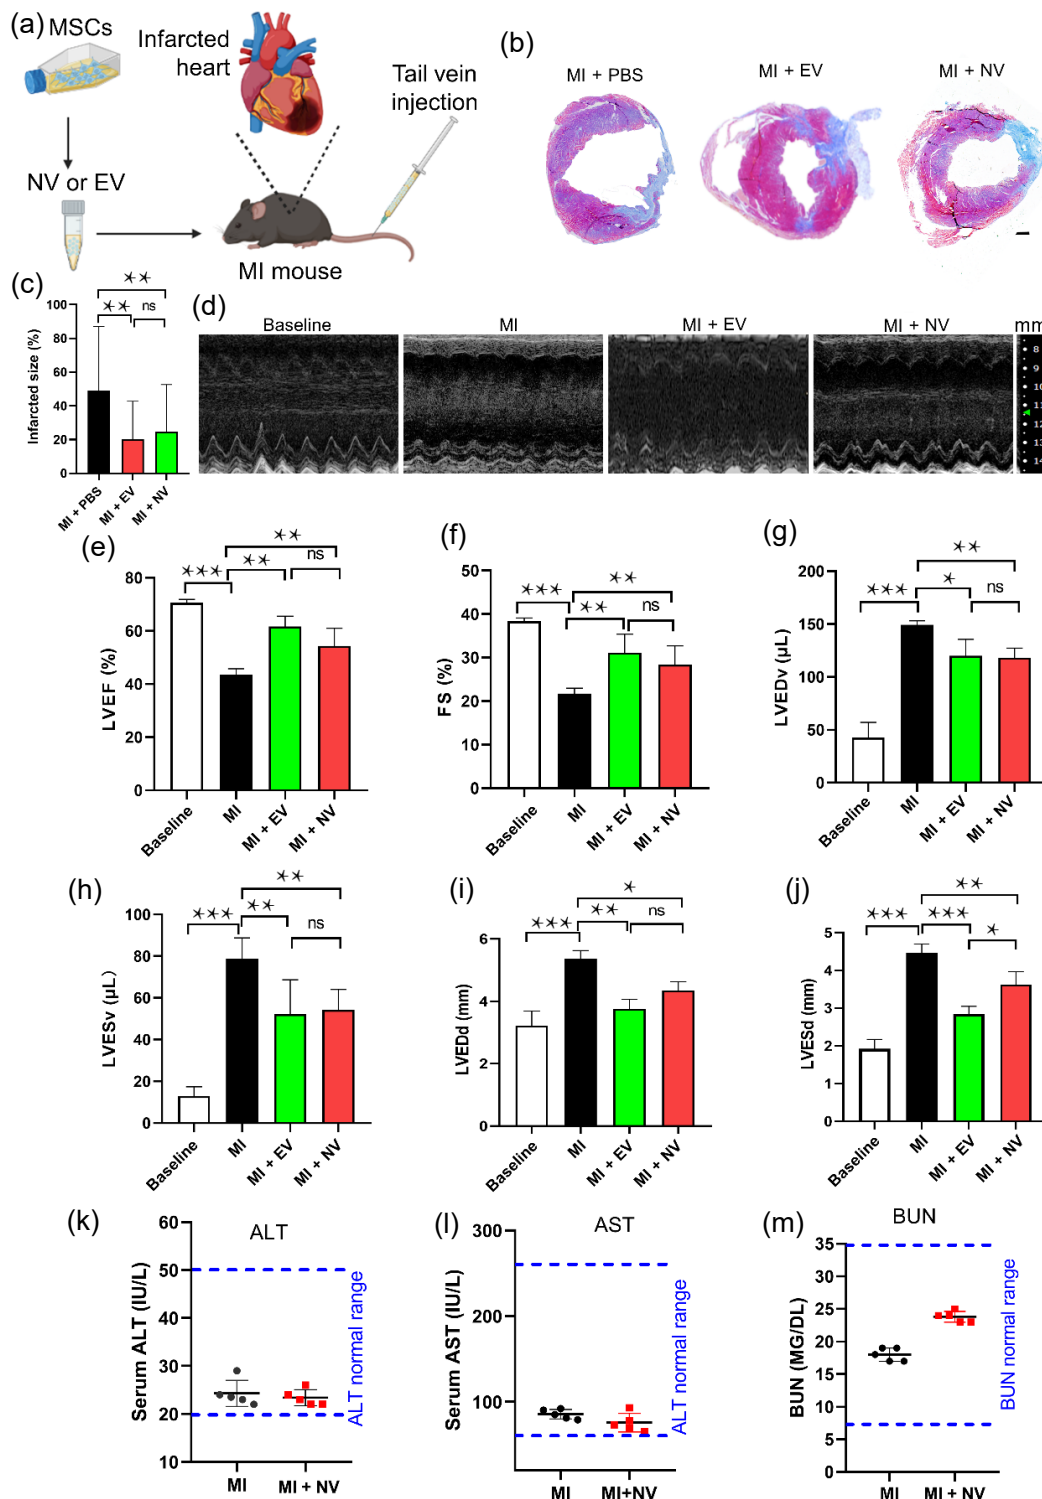 (a)
MSCs
Infarcted
heart
Tail vein
injection
NV or EV
MI mouse
(b)
MI + PBS
MI + EV
MI + NV
(c)
Infarcted size (%)
100
80
60
40
20
0
★★
★★
ns
MI + PBS
MI + EV
MI + NV
(d)
Baseline
MI
MI + EV
MI + NV
mm
8
9
10
11
12
13
14
(e)
LVEF (%)
80
60
40
20
0
★★★
★★
★★
ns
Baseline
MI
MI + EV
MI + NV
(f)
FS (%)
50
40
30
20
10
0
★★★
★★
★★
ns
Baseline
MI
MI + EV
MI + NV
(g)
LVEDv (μL)
200
150
100
50
0
★★★
★
★★
ns
Baseline
MI
MI + EV
MI + NV
(h)
LVESv (μL)
100
80
60
40
20
0
★★★
★★
★★
ns
Baseline
MI
MI + EV
MI + NV
(i)
LVEDd (mm)
6
4
2
0
★★★
★★
★
ns
Baseline
MI
MI + EV
MI + NV
(j)
LVESd (mm)
5
4
3
2
1
0
★★★
★★★
★★
★
Baseline
MI
MI + EV
MI + NV
(k)
ALT
Serum ALT (IU/L)
60
50
40
30
20
10
ALT normal range
MI
MI + NV
(l)
AST
Serum AST (IU/L)
300
200
100
ALT normal range
MI
MI+NV
(m)
BUN
BUN (MG/DL)
35
30
25
20
15
10
5
0
BUN normal range
MI
MI + NV